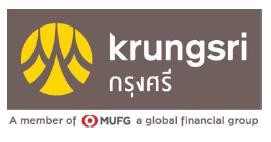 krungsri
กรุงศรี
A member of MUFG a global financial group